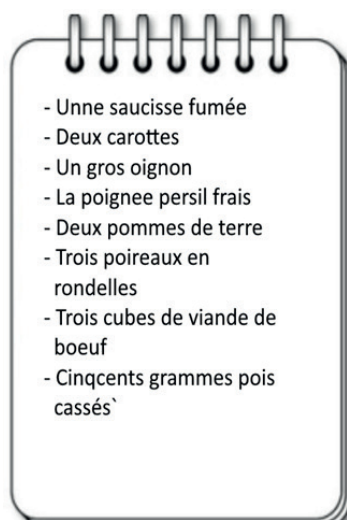 - Unne saucisse fumée
- Deux carottes
- Un gros oignon
- La poignee persil frais
- Deux pommes de terre
- Trois poireaux en
rondelles
- Trois cubes de viande de
boeuf
- Cinqcents grammes pois
cassés`